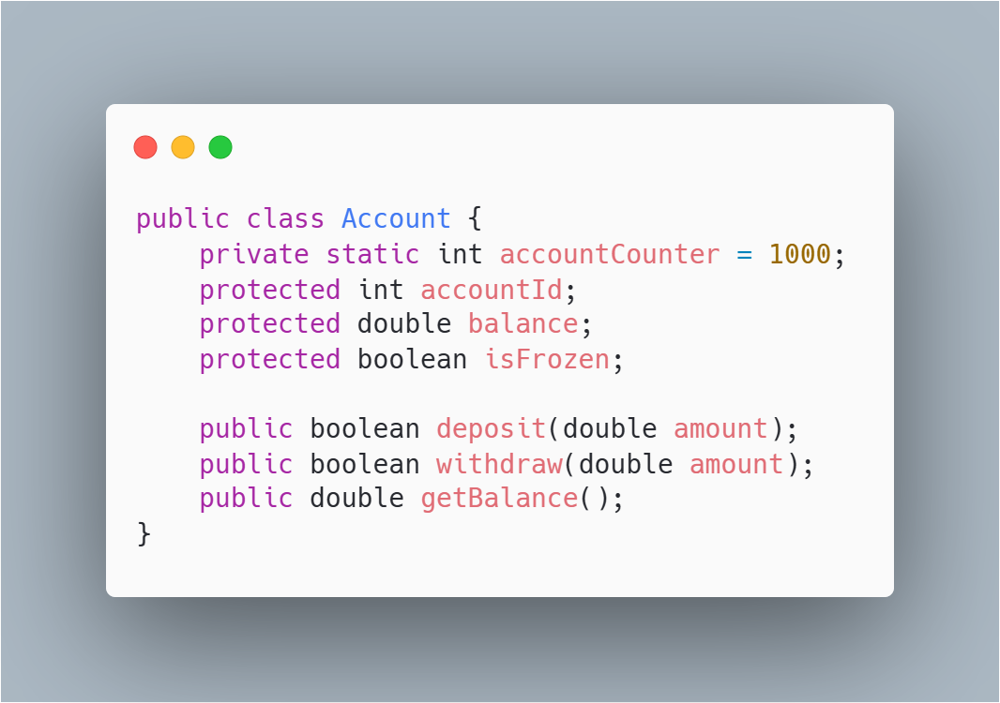 public class Account {
    private static int accountCounter = 1000;
    protected int accountId;
    protected double balance;
    protected boolean isFrozen;

    public boolean deposit(double amount);
    public boolean withdraw(double amount);
    public double getBalance();
}